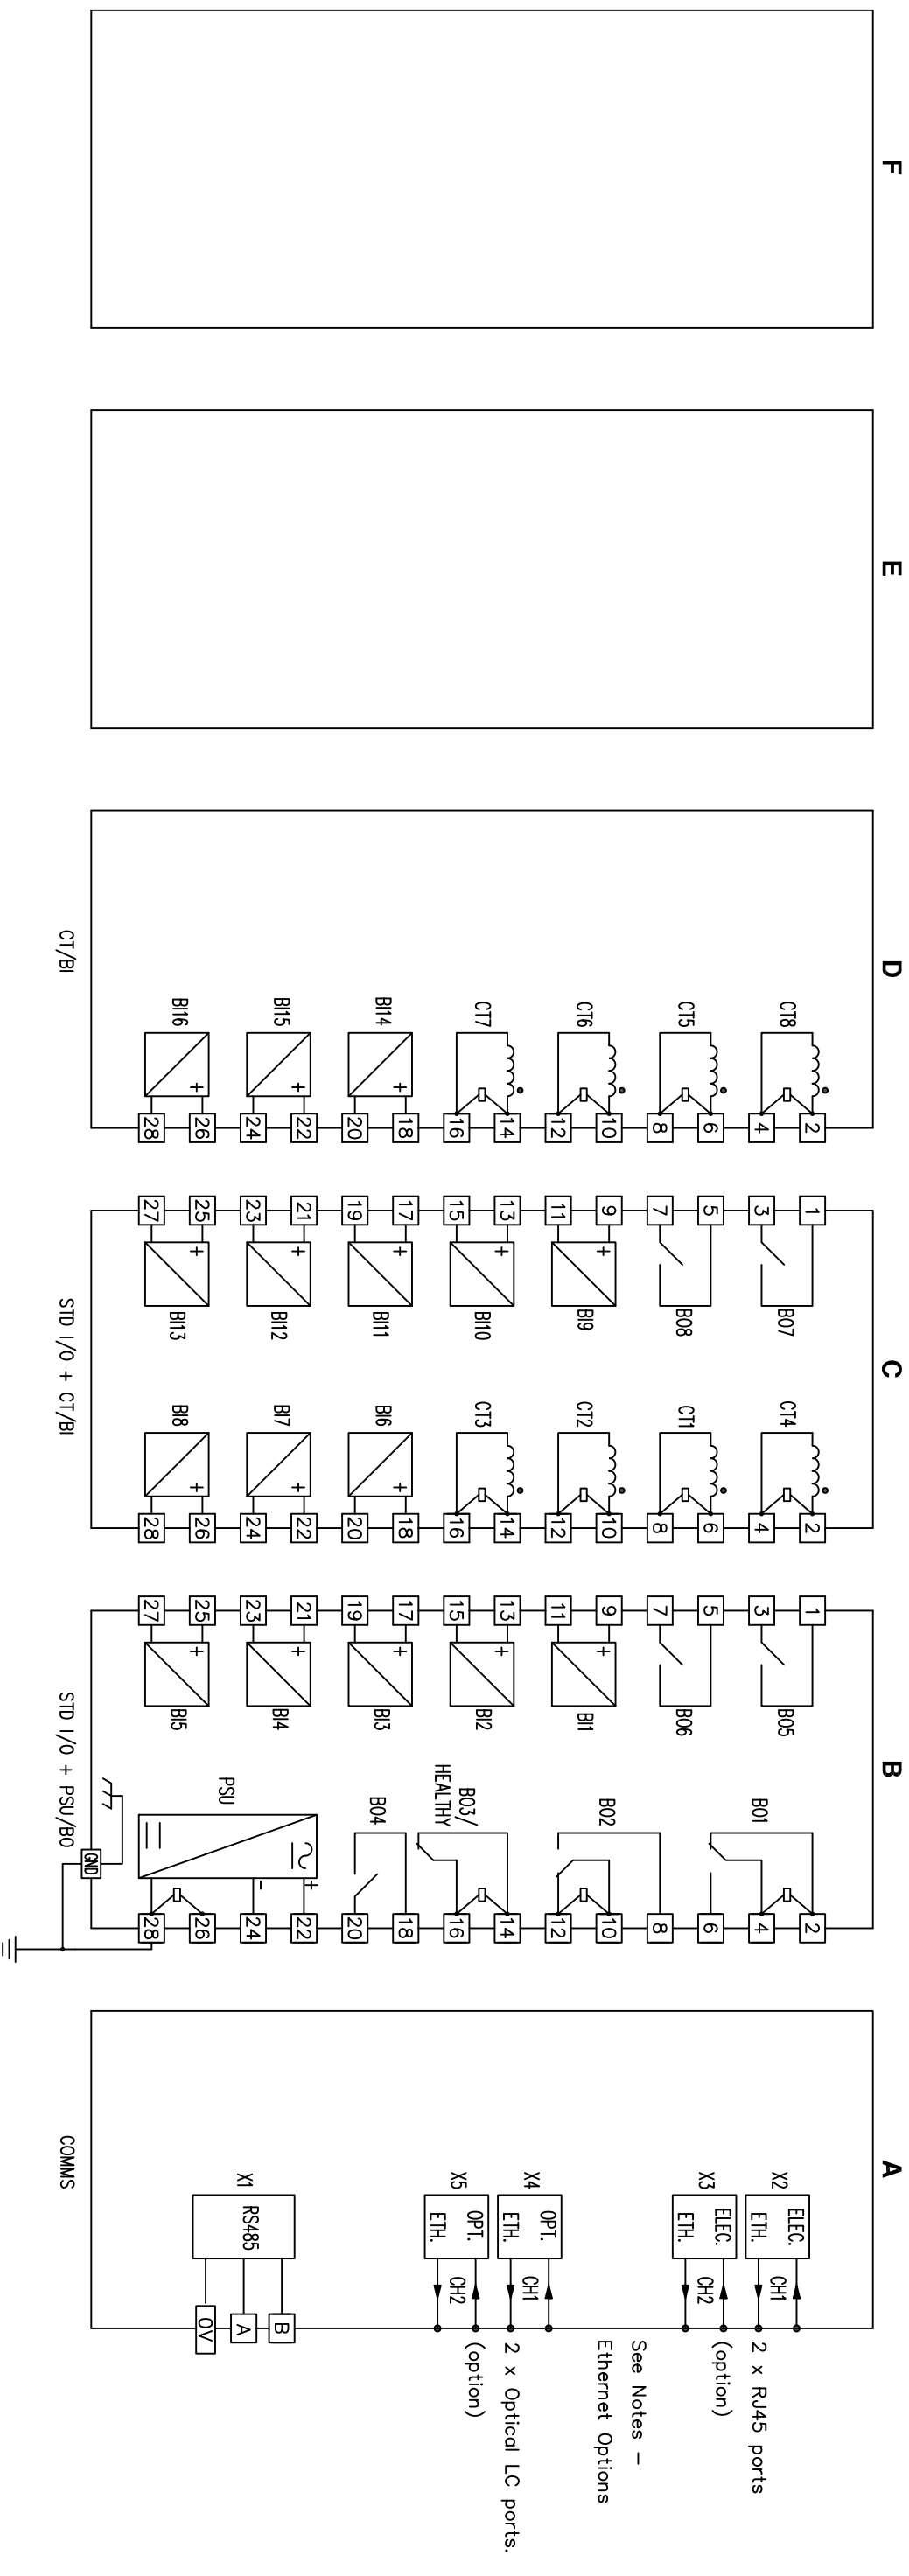 F
E
D
CT8
2
4
CT5
6
8
CT6
10
12
CT7
14
16
BI14
+
18
20
BI15
+
22
24
BI16
+
26
28
CT/BI
C
1
3
BO7
5
7
BO8
9
11
+
BI9
13
15
+
BI10
17
19
+
BI11
21
23
+
BI12
25
27
+
BI13
CT4
2
4
CT1
6
8
CT2
10
12
CT3
14
16
BI6
+
18
20
BI7
+
22
24
BI8
+
26
28
STD I/O + CT/BI
B
1
3
BO5
5
7
BO6
9
11
+
BI1
13
15
+
BI2
17
19
+
BI3
21
23
+
BI4
25
27
+
BI5
BO1
2
4
6
BO2
8
10
12
BO3/
HEALTHY
14
16
BO4
18
20
PSU
+
22
-
24
26
28
GND
STD I/O + PSU/BO
A
X2
ELEC.
ETH.
CH1
X3
ELEC.
ETH.
CH2
2 x RJ45 ports
(option)
See Notes –
Ethernet Options
X4
OPT.
ETH.
CH1
X5
OPT.
ETH.
CH2
2 x Optical LC ports.
(option)
X1
RS485
B
A
0V
COMMS